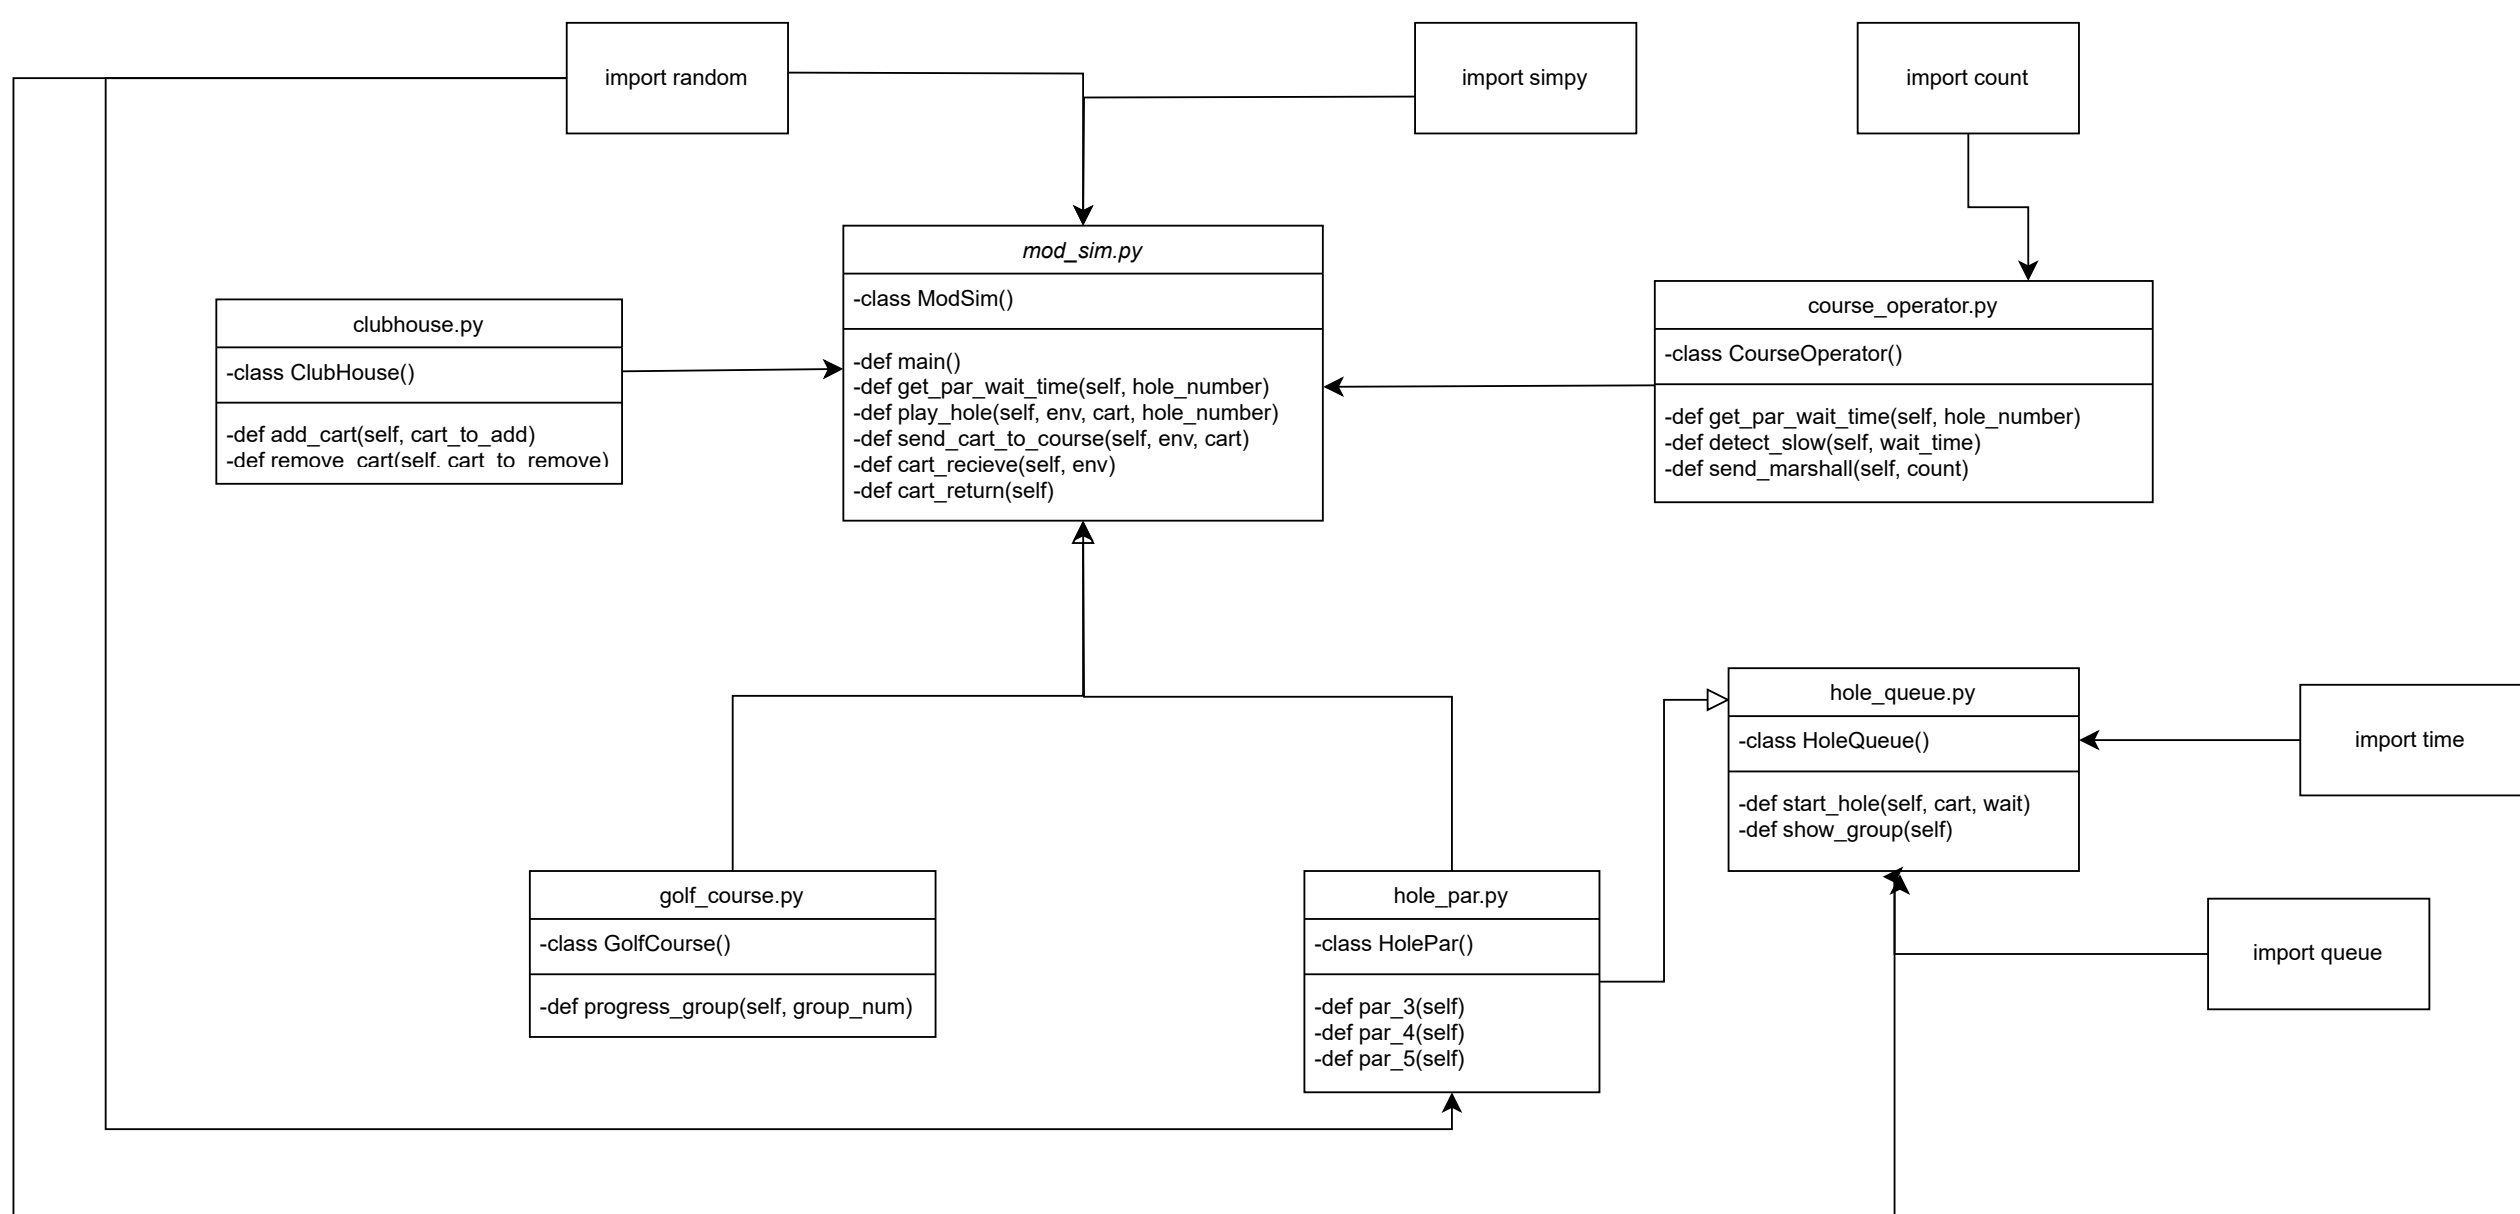 import random
import simpy
import count
mod_sim.py
-class ModSim()
-def main()
-def get_par_wait_time(self, hole_number)
-def play_hole(self, env, cart, hole_number)
-def send_cart_to_course(self, env, cart)
-def cart_recieve(self, env)
-def cart_return(self)
clubhouse.py
-class ClubHouse()
-def add_cart(self, cart_to_add)
-def remove_cart(self, cart_to_remove)
course_operator.py
-class CourseOperator()
-def get_par_wait_time(self, hole_number)
-def detect_slow(self, wait_time)
-def send_marshall(self, count)
hole_queue.py
-class HoleQueue()
-def start_hole(self, cart, wait)
-def show_group(self)
import time
golf_course.py
-class GolfCourse()
-def progress_group(self, group_num)
hole_par.py
-class HolePar()
-def par_3(self)
-def par_4(self)
-def par_5(self)
import queue